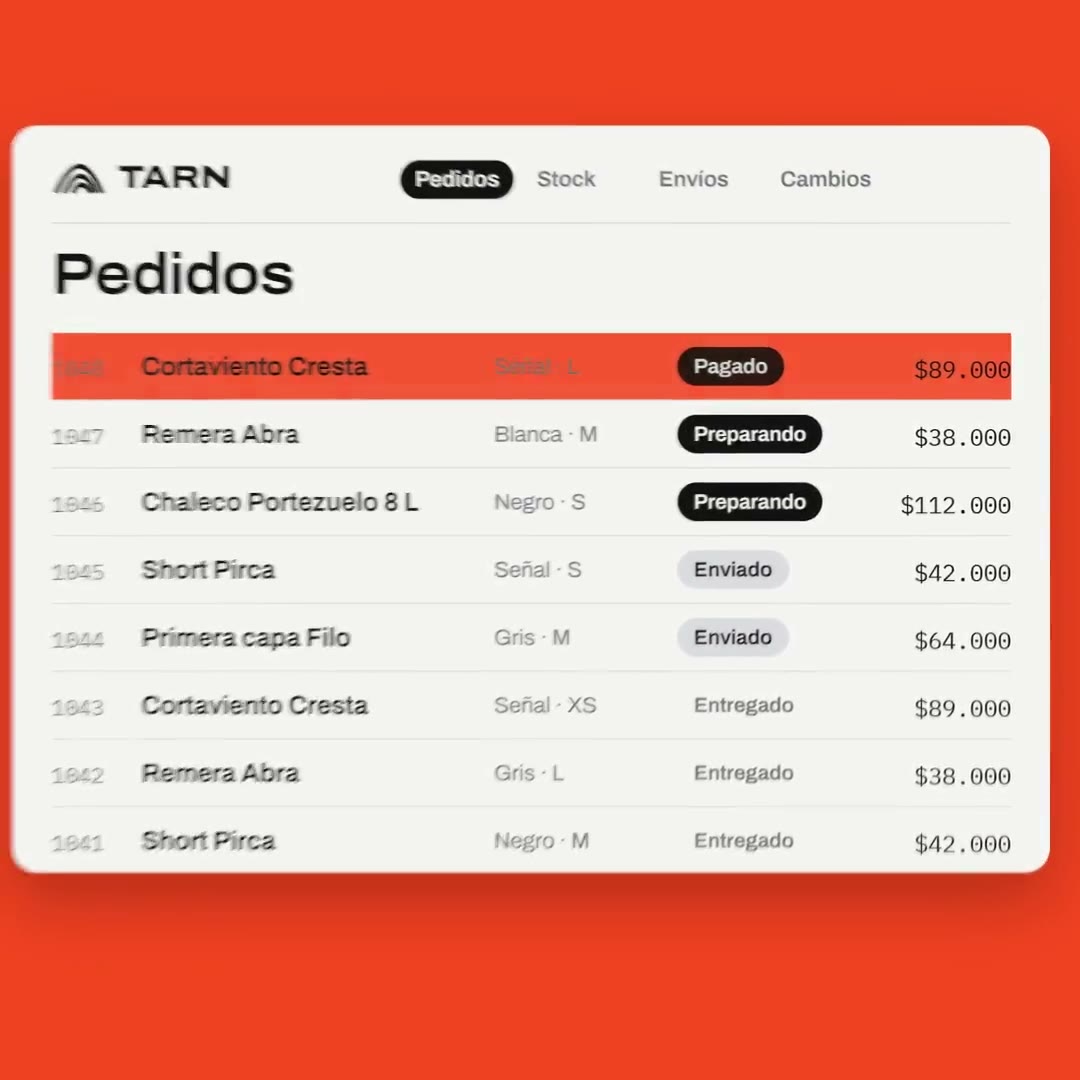 TARN Pedidos Stock Envíos Cambios
Pedidos
1048 Cortaviento Cresta Señal · L Pagado $89.000
1047 Remera Abra Blanca · M Preparando $38.000
1046 Chaleco Portezuelo 8 L Negro · S Preparando $112.000
1045 Short Pirca Señal · S Enviado $42.000
1044 Primera capa Filo Gris · M Enviado $64.000
1043 Cortaviento Cresta Señal · XS Entregado $89.000
1042 Remera Abra Gris · L Entregado $38.000
1041 Short Pirca Negro · M Entregado $42.000